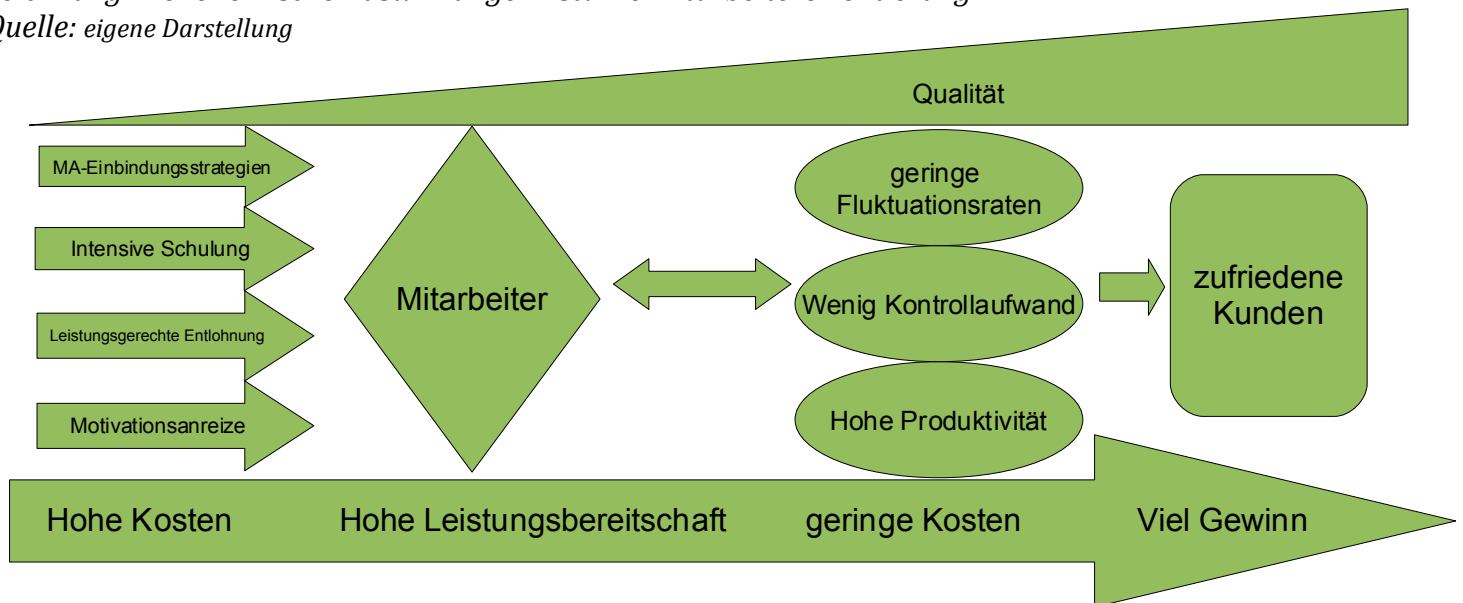 Quelle: eigene Darstellung
Qualität
MA-Einbindungsstrategien
Intensive Schulung
Leistungsgerechte Entlohnung
Motivationsanreize
Mitarbeiter
geringe
Fluktuationsraten
Wenig Kontrollaufwand
Hohe Produktivität
zufriedene
Kunden
Hohe Kosten
Hohe Leistungsbereitschaft
geringe Kosten
Viel Gewinn